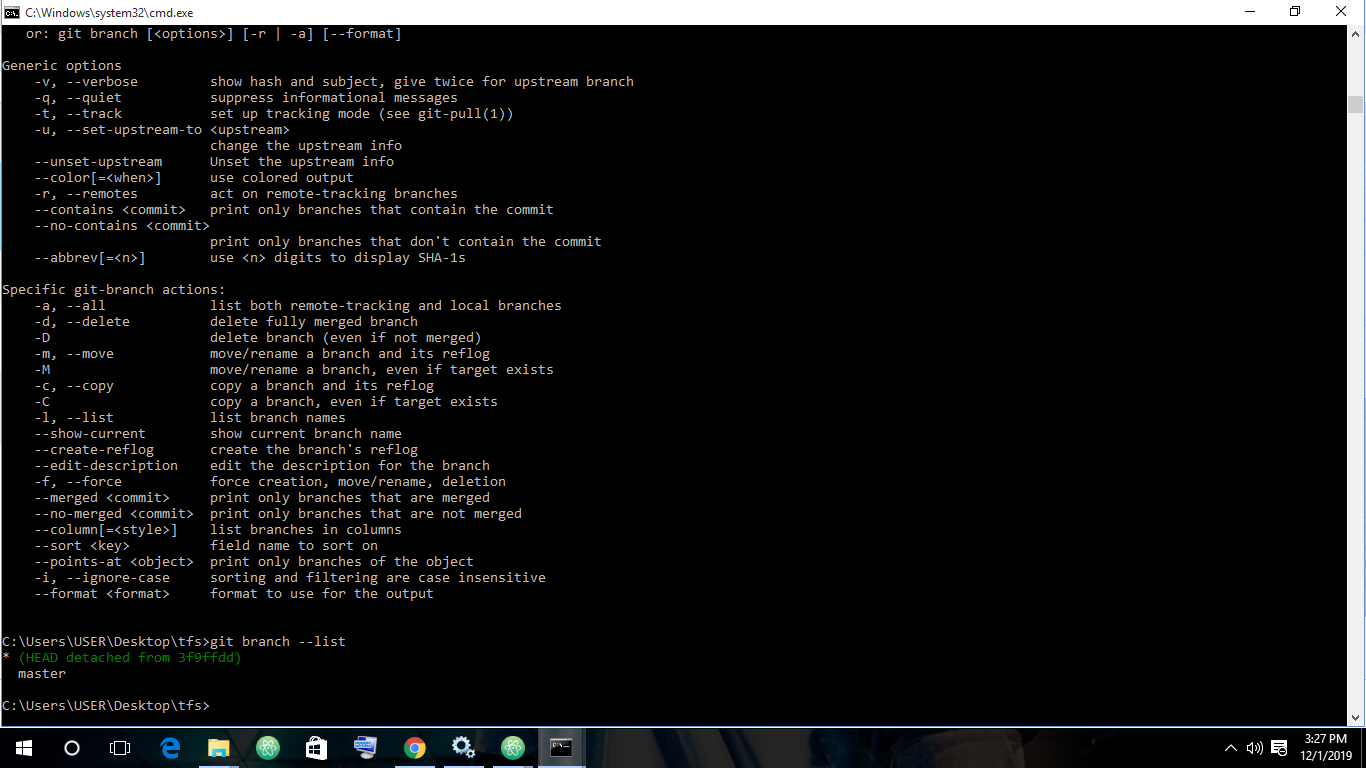 C:\Windows\system32\cmd.exe
or: git branch [<options>] [-r | -a] [--format]
Generic options
-v, --verbose show hash and subject, give twice for upstream branch
-q, --quiet suppress informational messages
-t, --track set up tracking mode (see git-pull(1))
-u, --set-upstream-to <upstream>
change the upstream info
--unset-upstream Unset the upstream info
--color[=<when>] use colored output
-r, --remotes act on remote-tracking branches
--contains <commit> print only branches that contain the commit
--no-contains <commit>
print only branches that don't contain the commit
--abbrev[=<n>] use <n> digits to display SHA-1s
Specific git-branch actions:
-a, --all list both remote-tracking and local branches
-d, --delete delete fully merged branch
-D delete branch (even if not merged)
-m, --move move/rename a branch and its reflog
-M move/rename a branch, even if target exists
-c, --copy copy a branch and its reflog
-C copy a branch, even if target exists
-l, --list list branch names
--show-current show current branch name
--create-reflog create the branch's reflog
--edit-description edit the description for the branch
-f, --force force creation, move/rename, deletion
--merged <commit> print only branches that are merged
--no-merged <commit> print only branches that are not merged
--column[=<style>] list branches in columns
--sort <key> field name to sort on
--points-at <object> print only branches of the object
-i, --ignore-case sorting and filtering are case insensitive
--format <format> format to use for the output
C:\Users\USER\Desktop\tfs>git branch --list
* (HEAD detached from 3f9ffdd)
master
C:\Users\USER\Desktop\tfs>
3:27 PM
12/1/2019